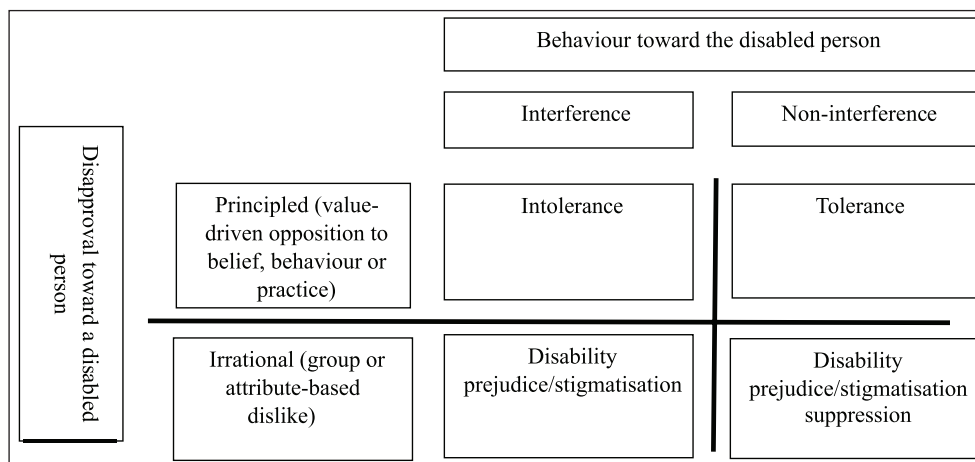 Behaviour toward the disabled person
Interference
Non-interference
Disapproval toward a disabled
person
Principled (value-
driven opposition to
belief, behaviour or
practice)
Intolerance
Tolerance
Irrational (group or
attribute-based
dislike)
Disability
prejudice/stigmatisation
Disability
prejudice/stigmatisation
suppression